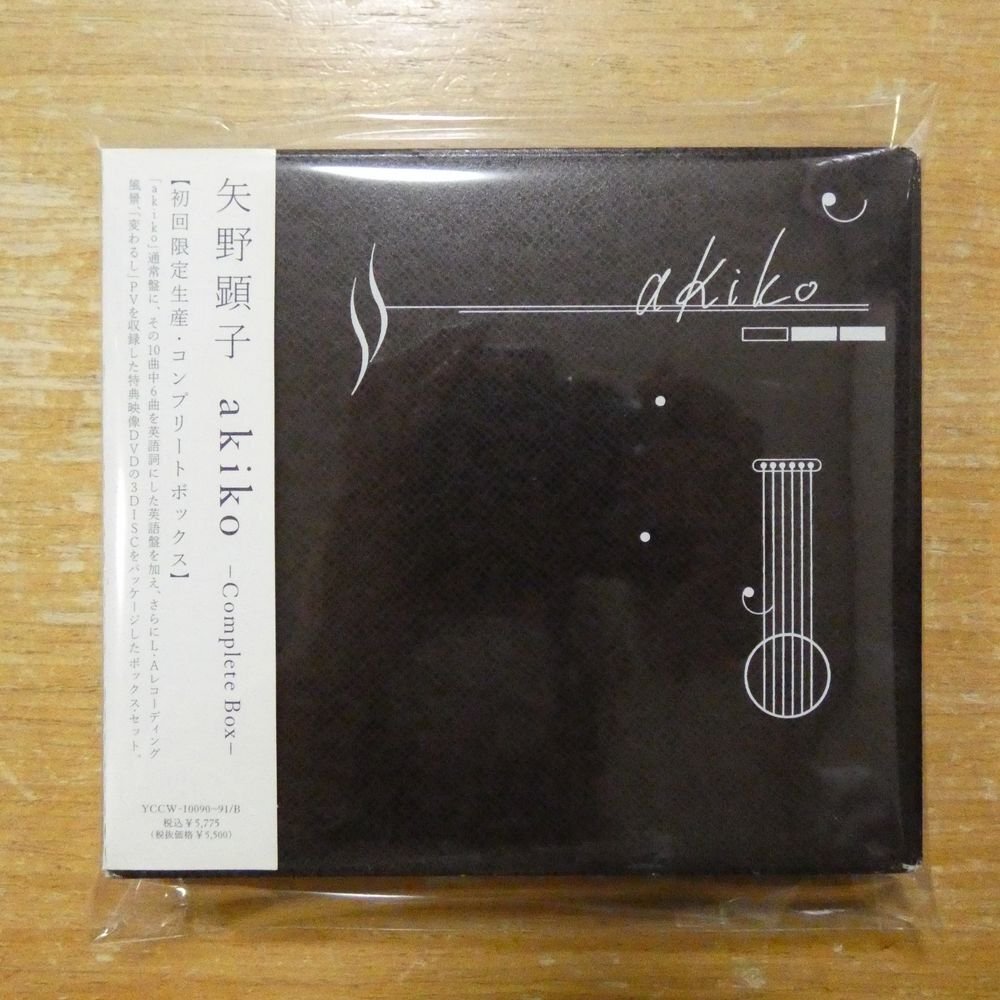 矢野顕子 akiko –Complete Box–
【初回限定生産・コンプリートボックス】
「akiko」通常盤に、その10曲中6曲を英語詞にした英語盤を加え、さらにL.Aレコーディング
風景、「変わるし」PVを収録した特典映像DVDの3DISCをパッケージしたボックス・セット。
YCCW-10090~91/B
税込¥5,775
(税抜価格¥5,500)
akiko